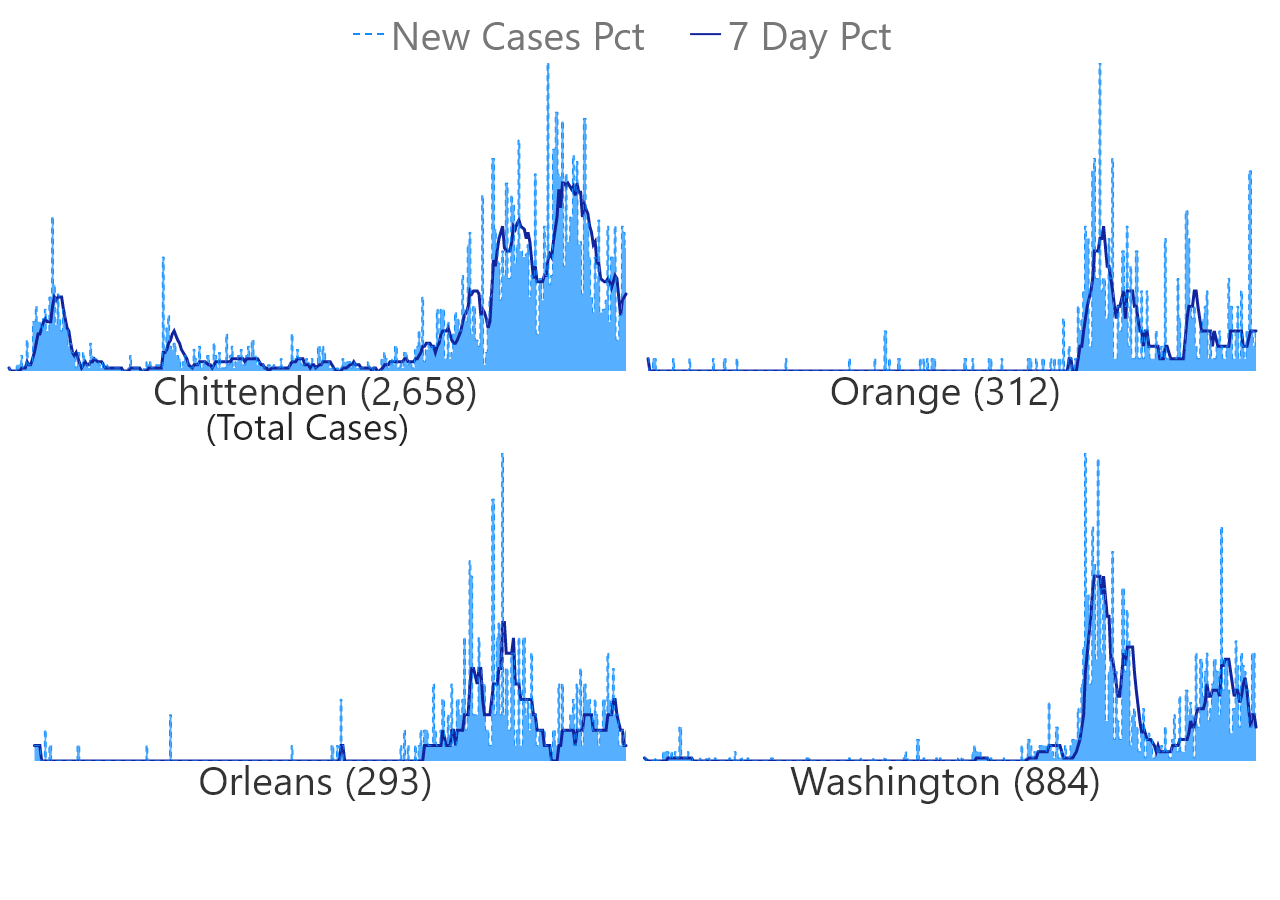 New Cases Pct 7 Day Pct
Chittenden (2,658) Orange (312)
(Total Cases)
Orleans (293) Washington (884)